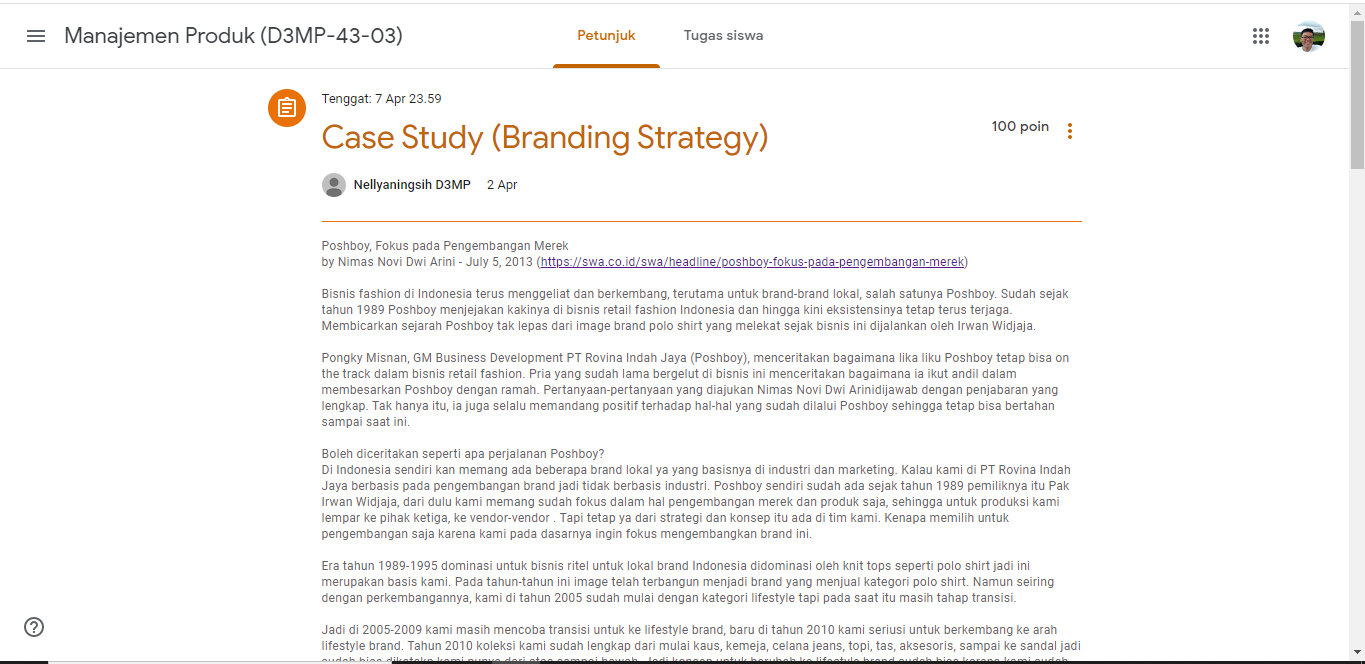 Manajemen Produk (D3MP-43-03)
Petunjuk
Tugas siswa
Tenggat: 7 Apr 23.59
Case Study (Branding Strategy)
100 poin
Nellyaningsih D3MP 2 Apr
Poshboy, Fokus pada Pengembangan Merek
by Nimas Novi Dwi Arini - July 5, 2013 (https://swa.co.id/swa/headline/poshboy-fokus-pada-pengembangan-merek)
Bisnis fashion di Indonesia terus menggeliat dan berkembang, terutama untuk brand-brand lokal, salah satunya Poshboy. Sudah sejak
tahun 1989 Poshboy menjejakan kakinya di bisnis retail fashion Indonesia dan hingga kini eksistensinya tetap terus terjaga.
Membicarakan sejarah Poshboy tak lepas dari image brand polo shirt yang melekat sejak bisnis ini dijalankan oleh Irwan Widjaja.
Pongky Misnan, GM Business Development PT Rovina Indah Jaya (Poshboy), menceritakan bagaimana lika liku Poshboy tetap bisa on
the track dalam bisnis retail fashion. Pria yang sudah lama bergelut di bisnis ini menceritakan bagaimana ia ikut andil dalam
membesarkan Poshboy dengan ramah. Pertanyaan-pertanyaan yang diajukan Nimas Novi Dwi Arinidijawab dengan penjabaran yang
lengkap. Tak hanya itu, ia juga selalu memandang positif terhadap hal-hal yang sudah dilalui Poshboy sehingga tetap bisa bertahan
sampai saat ini.
Boleh diceritakan seperti apa perjalanan Poshboy?
Di Indonesia sendiri kan memang ada beberapa brand lokal ya yang basisnya di industri dan marketing. Kalau kami di PT Rovina Indah
Jaya berbasis pada pengembangan brand jadi tidak berbasis industri. Poshboy sendiri sudah ada sejak tahun 1989 pemiliknya itu Pak
Irwan Widjaja, dari dulu kami memang sudah fokus dalam hal pengembangan merek dan produk saja, sehingga untuk produksi kami
lempar ke pihak ketiga, ke vendor-vendor . Tapi tetap ya dari strategi dan konsep itu ada di tim kami. Kenapa memilih untuk
pengembangan saja karena kami pada dasarnya ingin fokus mengembangkan brand ini.
Era tahun 1989-1995 dominasi untuk bisnis ritel untuk lokal brand Indonesia didominasi oleh knit tops seperti polo shirt jadi ini
merupakan basis kami. Pada tahun-tahun ini image telah terbangun menjadi brand yang menjual kategori polo shirt. Namun seiring
dengan perkembangannya, kami di tahun 2005 sudah mulai dengan kategori lifestyle tapi pada saat itu masih tahap transisi.
Jadi di 2005-2009 kami masih mencoba transisi untuk ke lifestyle brand, baru di tahun 2010 kami seriusi untuk berkembang ke arah
lifestyle brand. Tahun 2010 koleksi kami sudah lengkap dari mulai kaus, kemeja, celana jeans, topi, tas, aksesoris, sampai ke sandal jadi